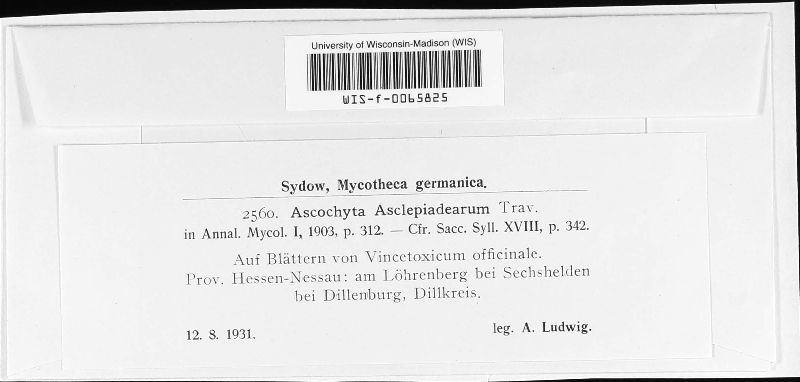 University of Wisconsin-Madison (WIS)
WIS-f-0065825
Sydow, Mycotheca germanica.
2560. Ascochyta Asclepiadearum Trav.
in Annal. Mycol. I, 1903, p. 312. — Cfr. Sacc. Syll. XVIII, p. 342.
Auf Blättern von Vincetoxicum officinale.
Prov. Hessen-Nessau: am Löhrenberg bei Sechshelden
bei Dillenburg, Dillkreis.
12. 8. 1931. leg. A. Ludwig.